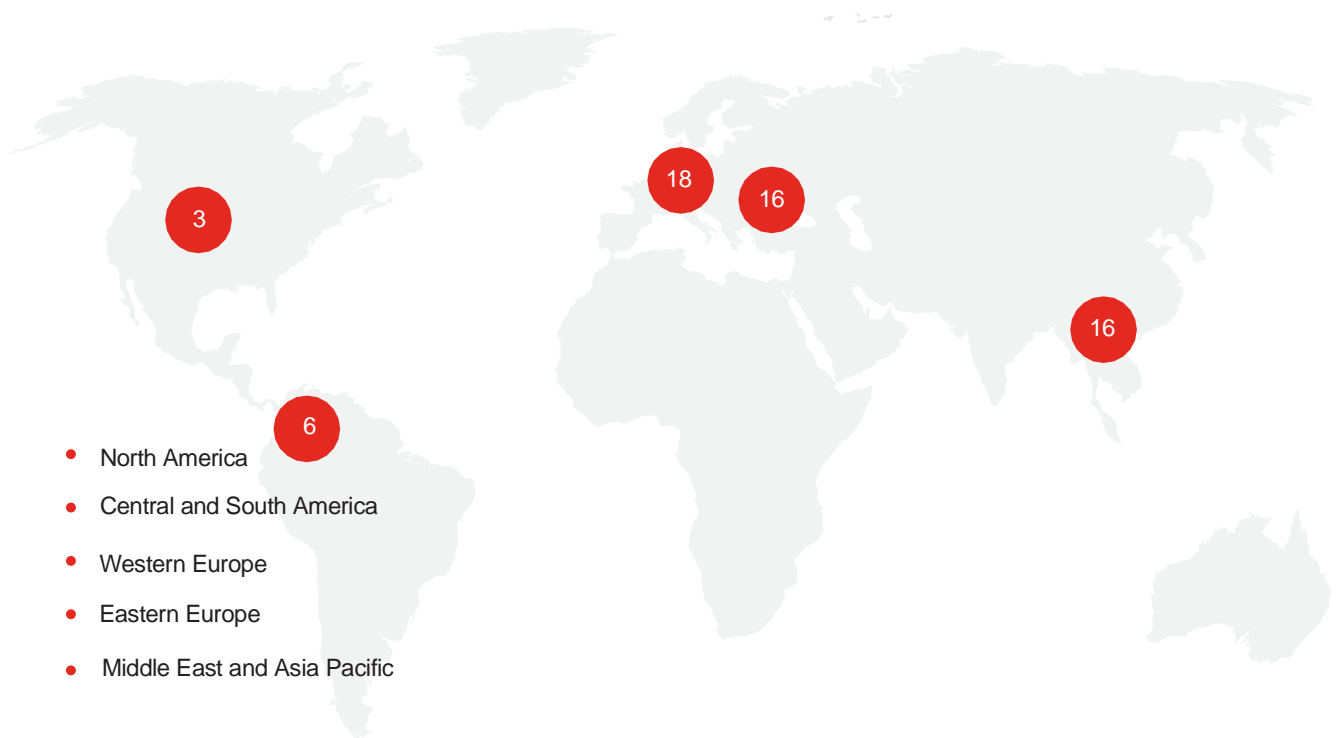 18
16
3
16
6
North America
Central and South America
Western Europe
Eastern Europe
Middle East and Asia Pacific